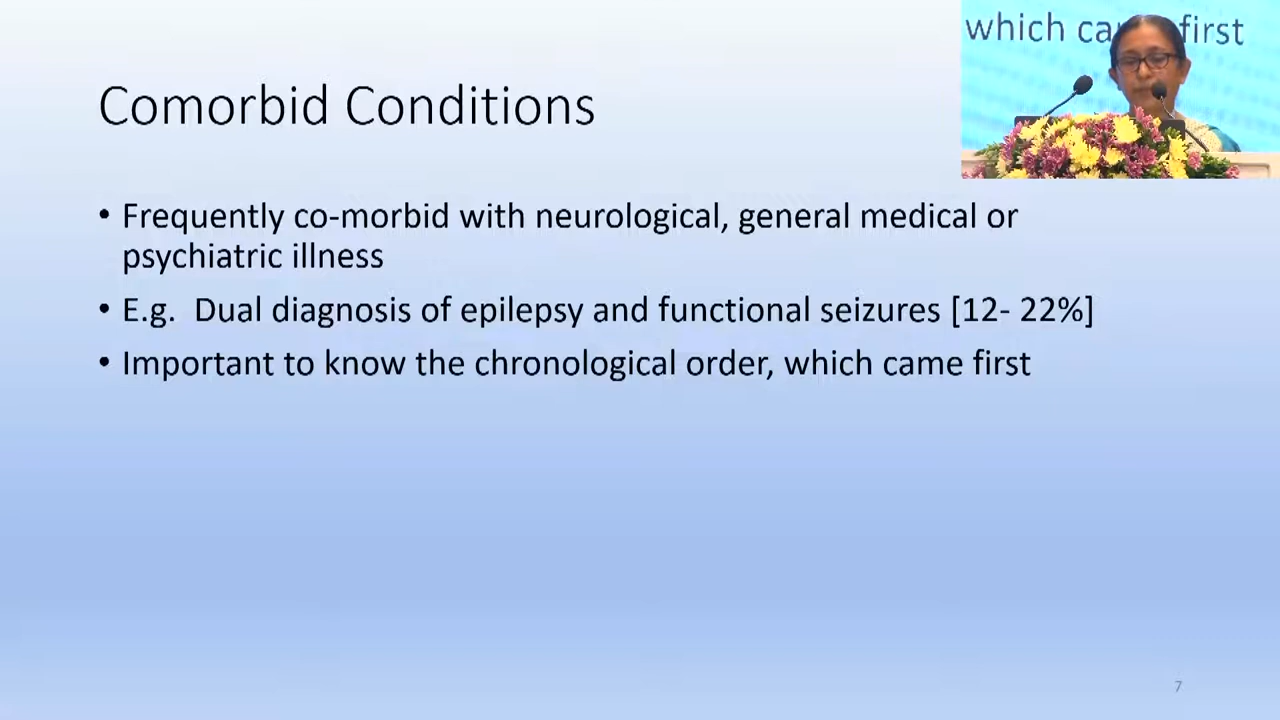 which ca first
Comorbid Conditions
• Frequently co-morbid with neurological, general medical or
psychiatric illness
• E.g. Dual diagnosis of epilepsy and functional seizures [12- 22%]
• Important to know the chronological order, which came first
7